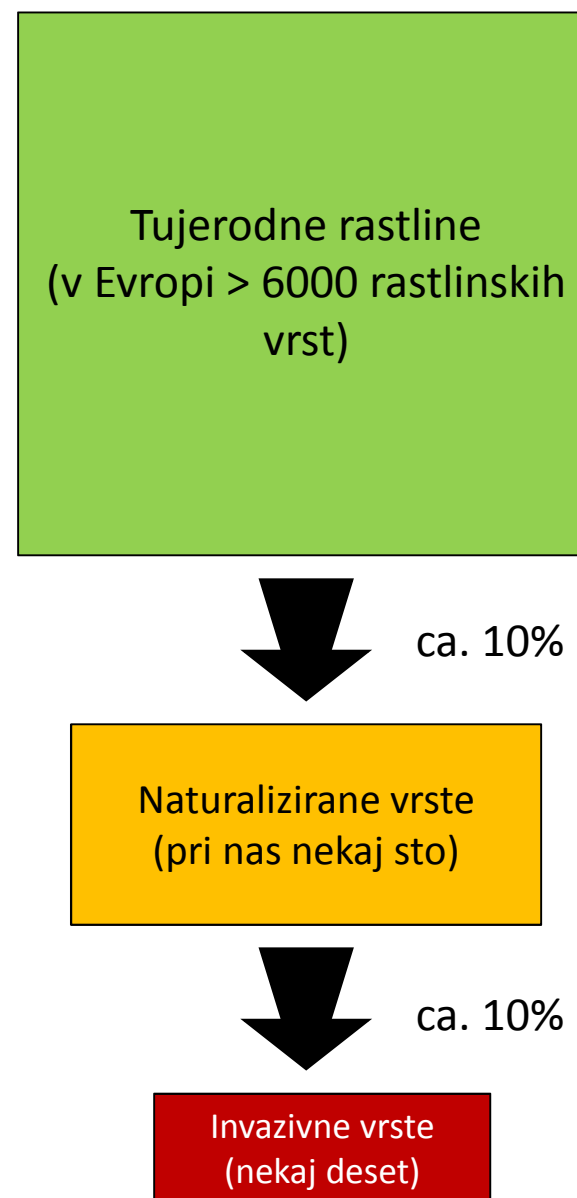 Tujerodne rastline
(v Evropi > 6000 rastlinskih
vrst)
ca. 10%
Naturalizirane vrste
(pri nas nekaj sto)
ca. 10%
Invazivne vrste
(nekaj deset)